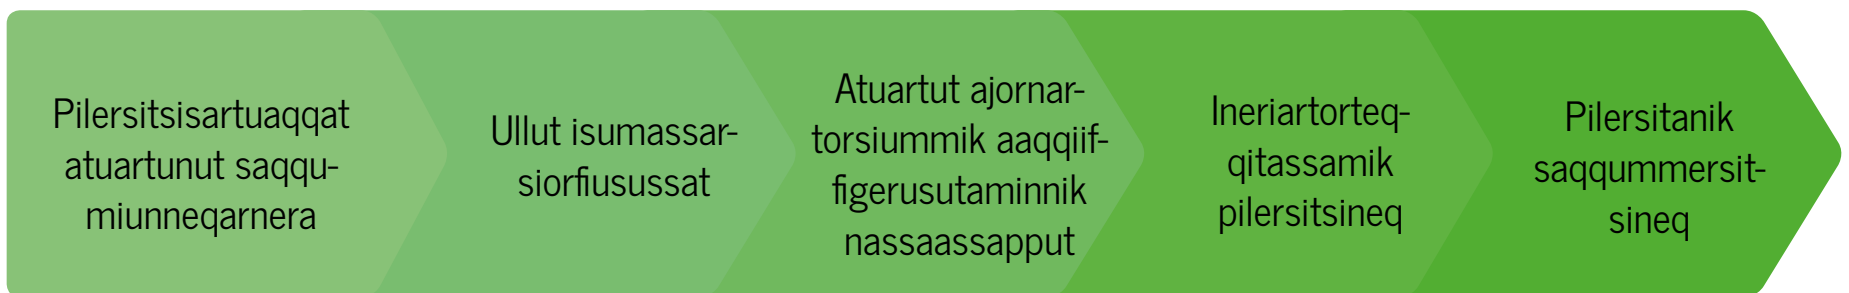 Pilersitsisartuaqqat
atuartunut saqqu-
miunneqarnera
Ullut isumassar-
siorfiusussat
Atuartut ajornar-
torsiummik aaqqiif-
figerusutaminnik
nassaassapput
Ineriartorteq-
qitassamik
pilersitsineq
Pilersitanik
saqqummersit-
sineq